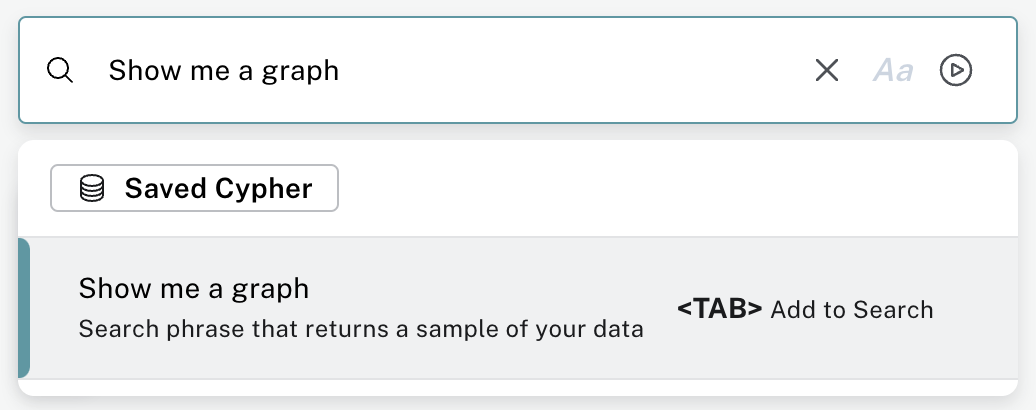 Show me a graph
Aa
Saved Cypher
Show me a graph
Search phrase that returns a sample of your data
<TAB> Add to Search